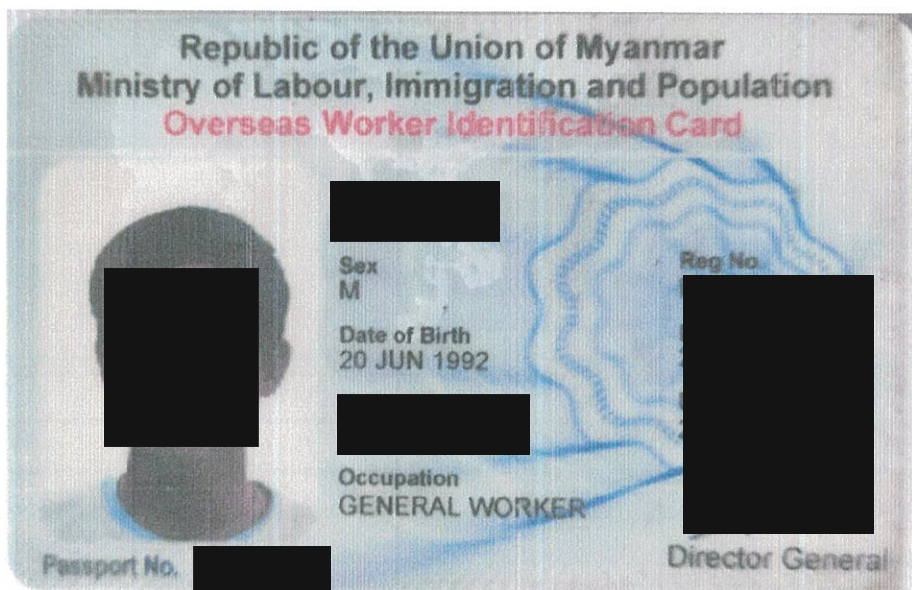 Republic of the Union of Myanmar
Ministry of Labour, Immigration and Population
Overseas Worker Identification Card
Sex
M
Date of Birth
20 JUN 1992
Occupation
GENERAL WORKER
Reg No.
Passport No.
Director General